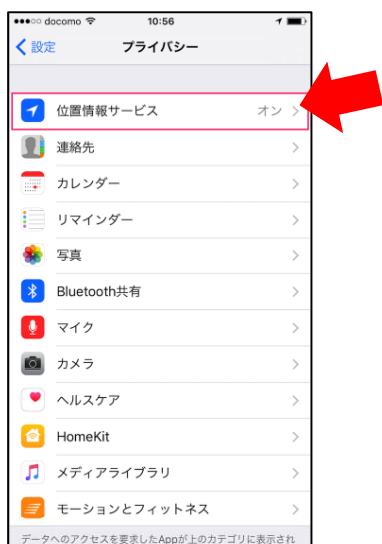 docomo 10:56
設定 プライバシー
位置情報サービス オン
連絡先
カレンダー
リマインダー
写真
Bluetooth共有
マイク
カメラ
ヘルスケア
HomeKit
メディアライブラリ
モーションとフィットネス
データへのアクセスを要求したAppが上のカテゴリに表示され